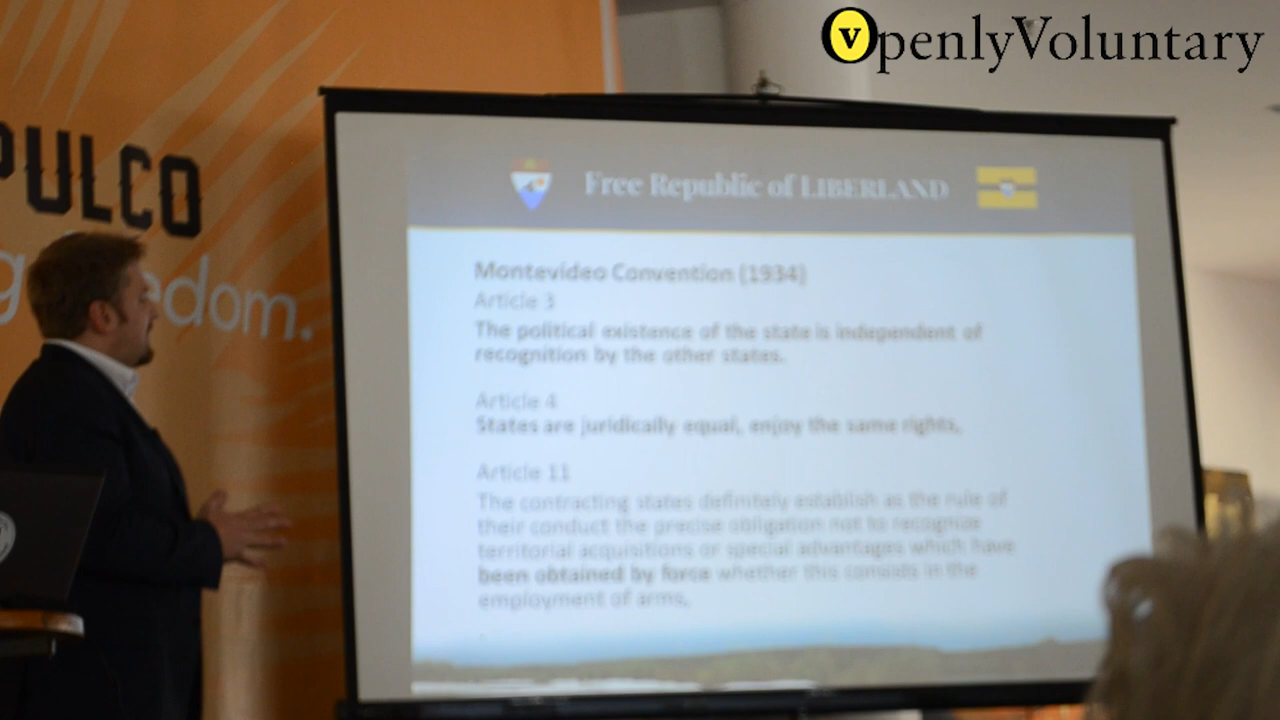 OpenlyVoluntary
PULCO
edom.
Free Republic of LIBERLAND
Montevideo Convention (1934)
Article 3
The political existence of the state is independent of
recognition by the other states.
Article 4
States are juridically equal, enjoy the same rights,
Article 11
The contracting states definitely establish as the rule of
their conduct the precise obligation not to recognize
territorial acquisitions or special advantages which have
been obtained by force whether this consists in the
employment of arms,